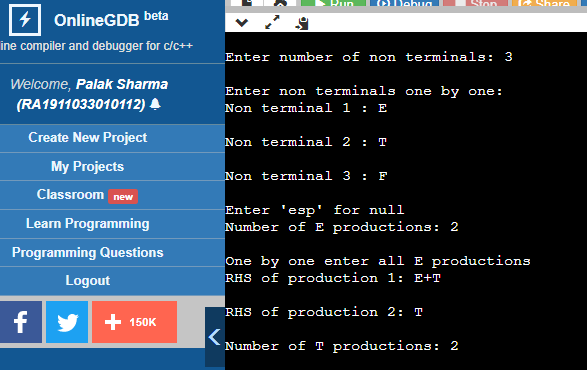 OnlineGDB beta
ine compiler and debugger for c/c++
Welcome, Palak Sharma
(RA1911033010112)
Create New Project
My Projects
Classroom new
Learn Programming
Programming Questions
Logout
150K
Run Debug Stop Share
Enter number of non terminals: 3
Enter non terminals one by one:
Non terminal 1 : E
Non terminal 2 : T
Non terminal 3 : F
Enter 'esp' for null
Number of E productions: 2
One by one enter all E productions
RHS of production 1: E+T
RHS of production 2: T
Number of T productions: 2